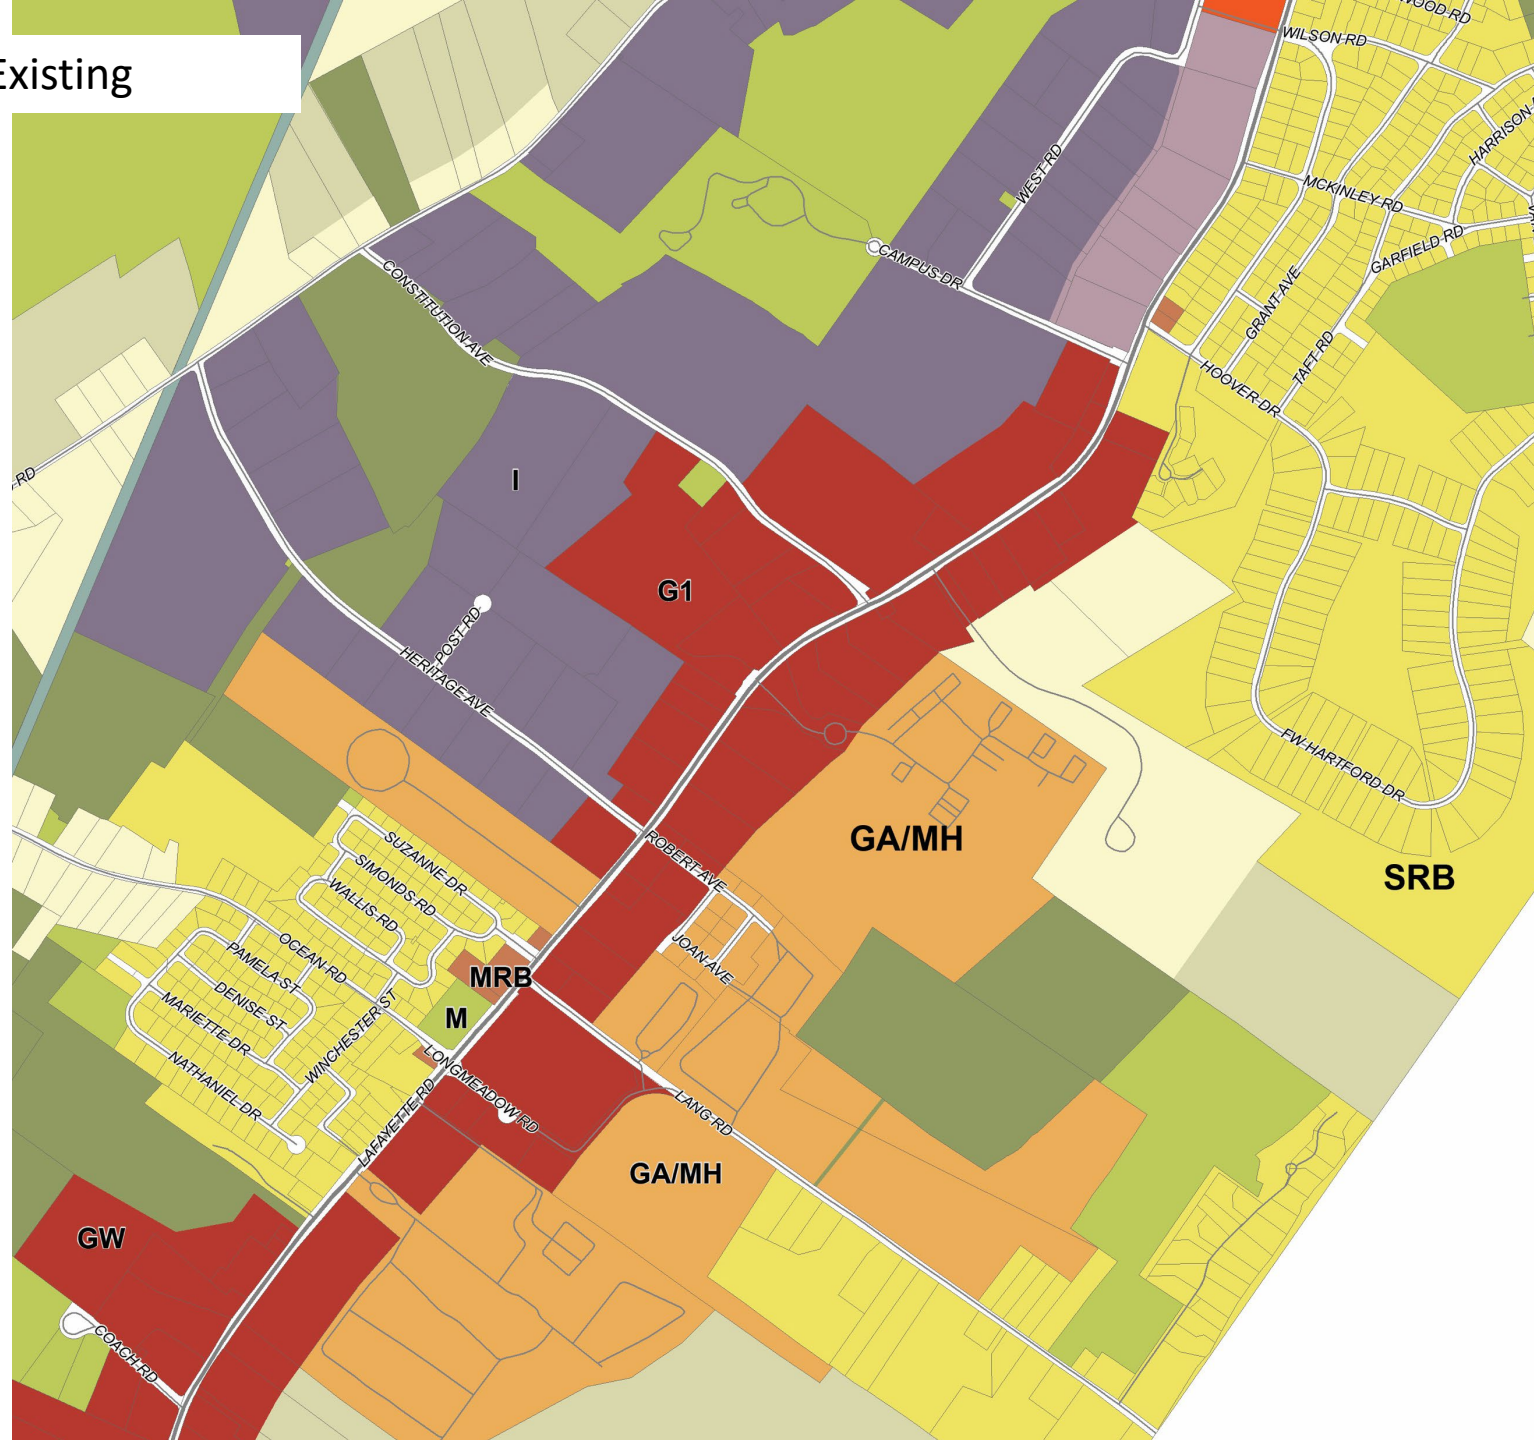 Existing
WILSON RD
HARRISON
MCKINLEY RD
WEST RD
GARFIELD RD
CAMPUS DR
CONSTITUTION AVE
GRANT AVE
TAFT RD
HOOVER DR
RD
I
G1
POST RD
HERITAGE AVE
FW HARTFORD DR
ROBERT AVE
GA/MH
SRB
SUZANNE DR
SIMONDS RD
WALLIS RD
OCEAN RD
PAMELA ST
JOAN AVE
MRB
DENISE ST
M
MARIETTE DR
WINCHESTER ST
NATHANIEL DR
LONGMEADOW RD
LAFAYETTE RD
LANG RD
GA/MH
GW
COACH RD